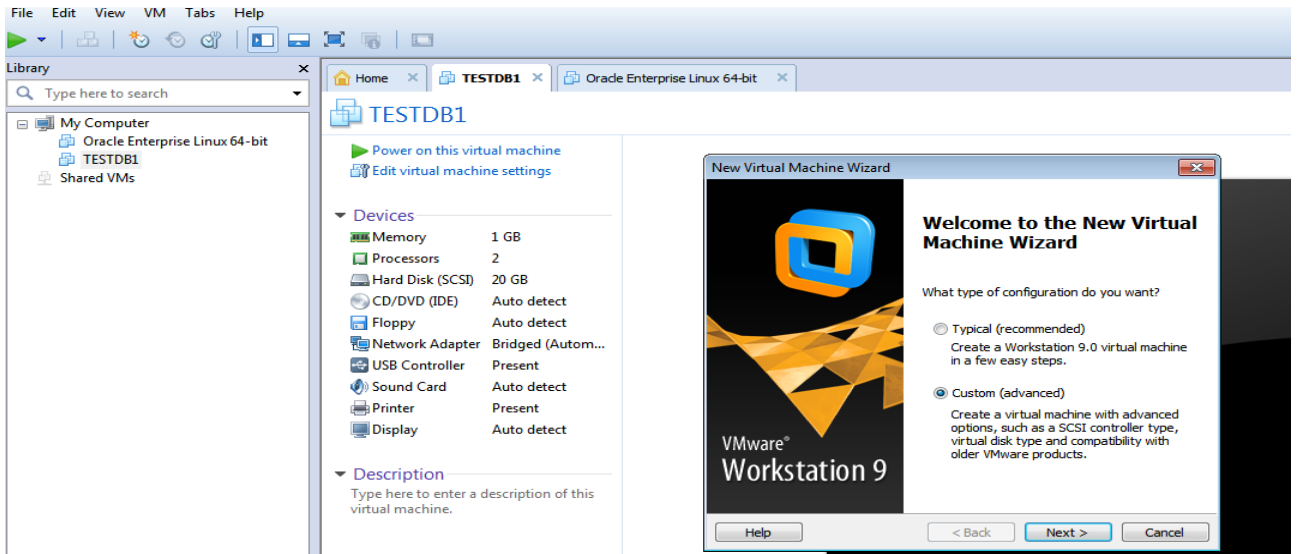 File Edit View VM Tabs Help
Library
Type here to search
My Computer
Oracle Enterprise Linux 64-bit
TESTDB1
Shared VMs
Home TESTDB1 Oracle Enterprise Linux 64-bit
TESTDB1
Power on this virtual machine
Edit virtual machine settings
Devices
Memory 1 GB
Processors 2
Hard Disk (SCSI) 20 GB
CD/DVD (IDE) Auto detect
Floppy Auto detect
Network Adapter Bridged (Autom...
USB Controller Present
Sound Card Auto detect
Printer Present
Display Auto detect
Description
Type here to enter a description of this
virtual machine.
New Virtual Machine Wizard
VMware®
Workstation 9
Welcome to the New Virtual
Machine Wizard
What type of configuration do you want?
Typical (recommended)
Create a Workstation 9.0 virtual machine
in a few easy steps.
Custom (advanced)
Create a virtual machine with advanced
options, such as a SCSI controller type,
virtual disk type and compatibility with
older VMware products.
Help < Back Next > Cancel